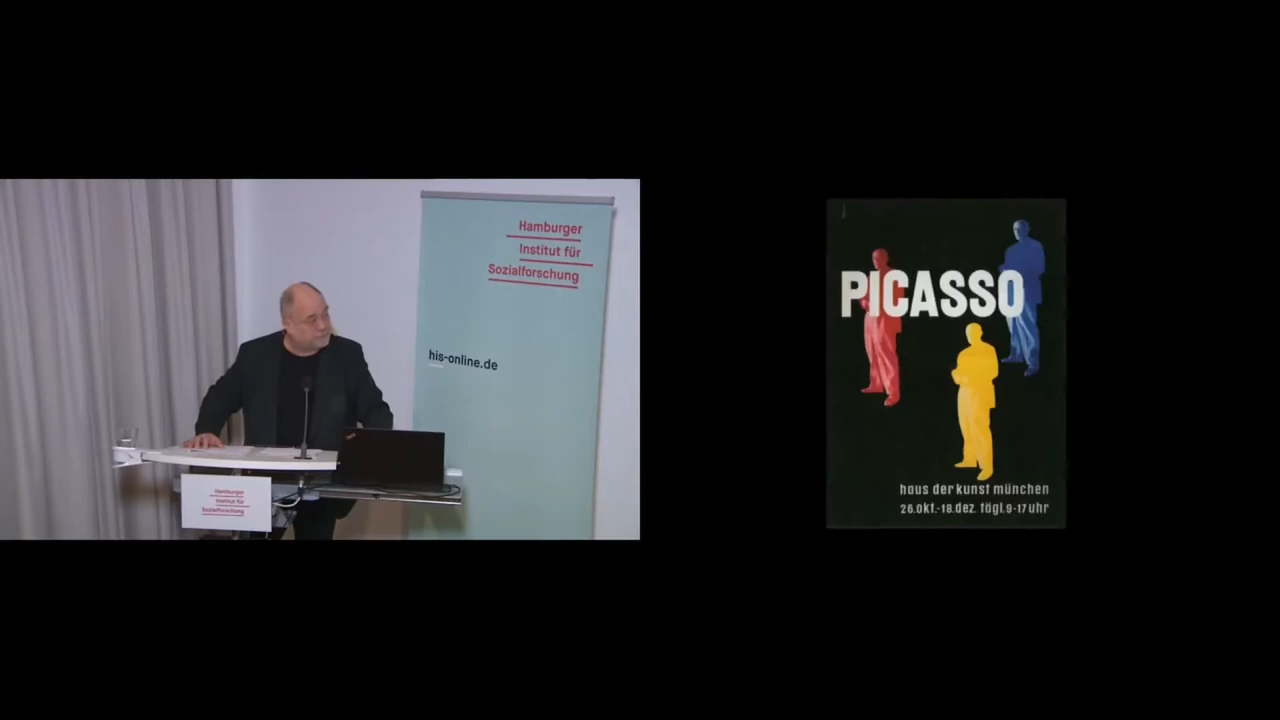 Hamburger
Institut für
Sozialforschung
his-online.de
Hamburger
Institut für
Sozialforschung
PICASSO
haus der kunst münchen
26.okt.-18.dez. tägl.9-17uhr